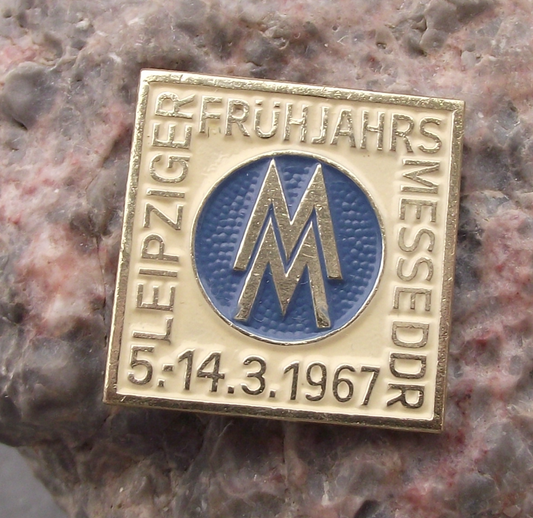 LEIPZIGER
FRÜHJAHRS
MESSE DDR
MM
5.-14.3.1967